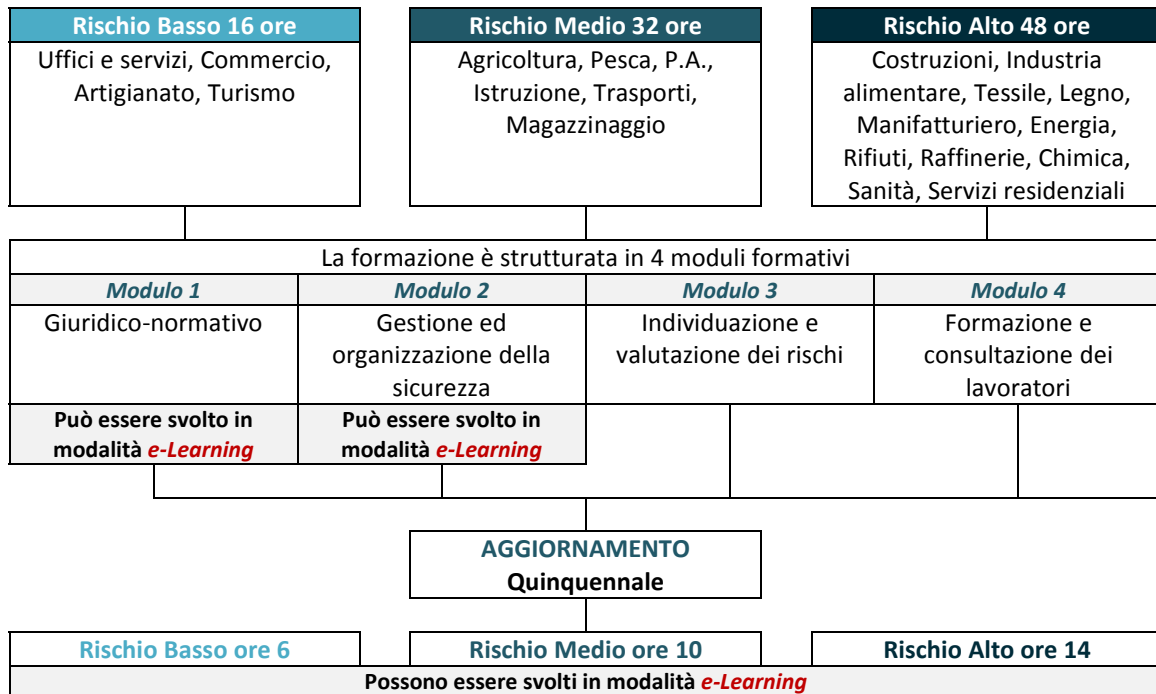 Rischio Basso 16 ore
Uffici e servizi, Commercio,
Artigianato, Turismo
Rischio Medio 32 ore
Agricoltura, Pesca, P.A.,
Istruzione, Trasporti,
Magazzinaggio
Rischio Alto 48 ore
Costruzioni, Industria
alimentare, Tessile, Legno,
Manifatturiero, Energia,
Rifiuti, Raffinerie, Chimica,
Sanità, Servizi residenziali
La formazione è strutturata in 4 moduli formativi
Modulo 1
Giuridico-normativo
Può essere svolto in
modalità e-Learning
Modulo 2
Gestione ed
organizzazione della
sicurezza
Può essere svolto in
modalità e-Learning
Modulo 3
Individuazione e
valutazione dei rischi
Modulo 4
Formazione e
consultazione dei
lavoratori
AGGIORNAMENTO
Quinquennale
Rischio Basso ore 6
Rischio Medio ore 10
Rischio Alto ore 14
Possono essere svolti in modalità e-Learning